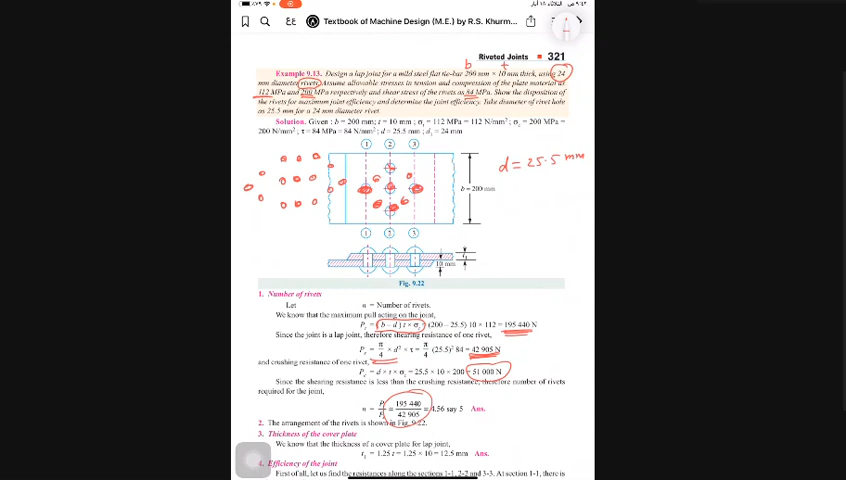 Textbook of Machine Design (M.E.) by R.S. Khurm...
Riveted Joints ■ 321
b t
Example 9.13. Design a lap joint for a mild steel flat tie-bar 200 mm × 10 mm thick, using 24
mm diameter rivets. Assume allowable stresses in tension and compression of the plate material as
112 MPa and 200 MPa respectively and shear stress of the rivets as 84 MPa. Show the disposition of
the rivets for maximum joint efficiency and determine the joint efficiency. Take diameter of rivet hole
as 25.5 mm for a 24 mm diameter rivet.
Solution. Given : b = 200 mm ; t = 10 mm ; σt = 112 MPa = 112 N/mm² ; σc = 200 MPa =
200 N/mm² ; τ = 84 MPa = 84 N/mm² ; d = 25.5 mm ; d1 = 24 mm
1 2 3
d = 25.5 mm
b = 200 mm
1 2 3
10 mm
Fig. 9.22
1. Number of rivets
Let n = Number of rivets.
We know that the maximum pull acting on the joint,
Pt = (b – d) t × σt = (200 – 25.5) 10 × 112 = 195 440 N
Since the joint is a lap joint, therefore shearing resistance of one rivet,
Ps = π/4 × d² × τ = π/4 (25.5)² 84 = 42 905 N
and crushing resistance of one rivet,
Pc = d × t × σc = 25.5 × 10 × 200 = 51 000 N
Since the shearing resistance is less than the crushing resistance, therefore number of rivets
required for the joint,
n = Pt/Ps = 195 440/42 905 = 4.56 say 5 Ans.
2. The arrangement of the rivets is shown in Fig. 9.22.
3. Thickness of the cover plate
We know that the thickness of a cover plate for lap joint,
t1 = 1.25 t = 1.25 × 10 = 12.5 mm Ans.
4. Efficiency of the joint
First of all, let us find the resistances along the sections 1-1, 2-2 and 3-3. At section 1-1, there is